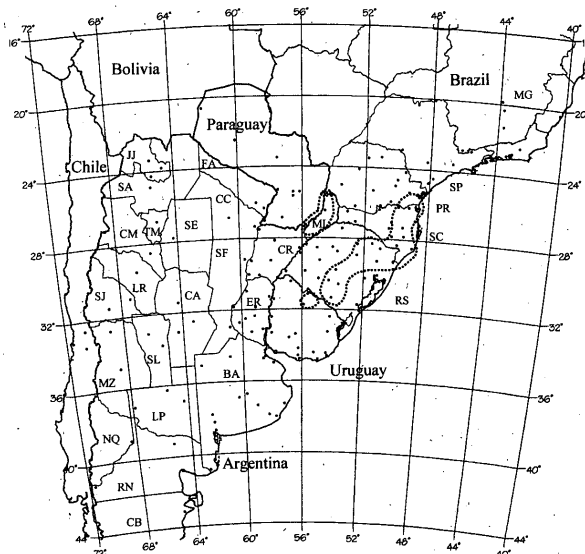 72° 68° 64° 60° 56° 52° 48° 44° 40°
16° 16°
Bolivia Brazil
MG
20° 20°
Paraguay
JJ
Chile FA
24° SA SP 24°
CC
PR
MI
CM TM SE
SC
CR
28° SF 28°
LR
SJ CA
ER RS
32° 32°
SL
Uruguay
MZ BA
36° 36°
LP
NQ
Argentina
40° 40°
RN
CB
44° 44°
72° 68° 64° 60° 56° 52° 48° 44° 40°